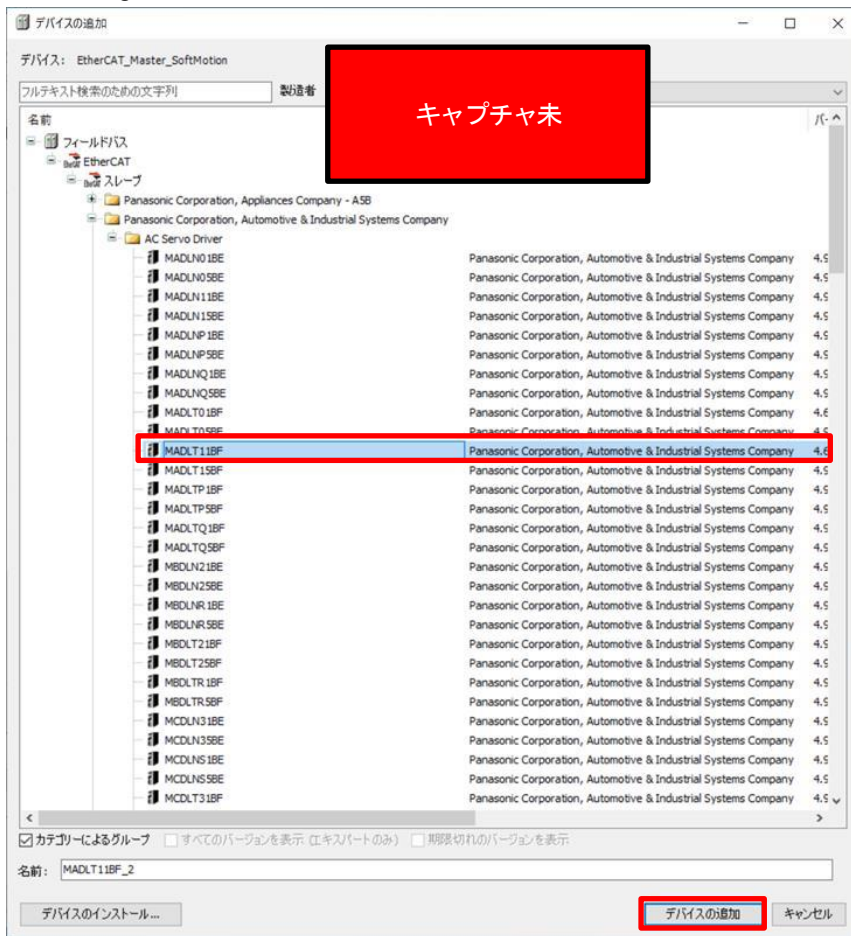 デバイスの追加
デバイス: EtherCAT_Master_SoftMotion
フルテキスト検索のための文字列 製造者
キャプチャ未
名前
フィールドバス
EtherCAT
スレーブ
Panasonic Corporation, Appliances Company - A5B
Panasonic Corporation, Automotive & Industrial Systems Company
AC Servo Driver
MADLN01BE Panasonic Corporation, Automotive & Industrial Systems Company
MADLN05BE Panasonic Corporation, Automotive & Industrial Systems Company
MADLN11BE Panasonic Corporation, Automotive & Industrial Systems Company
MADLN15BE Panasonic Corporation, Automotive & Industrial Systems Company
MADLNP1BE Panasonic Corporation, Automotive & Industrial Systems Company
MADLNP5BE Panasonic Corporation, Automotive & Industrial Systems Company
MADLNQ1BE Panasonic Corporation, Automotive & Industrial Systems Company
MADLNQ5BE Panasonic Corporation, Automotive & Industrial Systems Company
MADLT01BF Panasonic Corporation, Automotive & Industrial Systems Company
MADLT05BF Panasonic Corporation, Automotive & Industrial Systems Company
MADLT11BF Panasonic Corporation, Automotive & Industrial Systems Company
MADLT15BF Panasonic Corporation, Automotive & Industrial Systems Company
MADLTP1BF Panasonic Corporation, Automotive & Industrial Systems Company
MADLTP5BF Panasonic Corporation, Automotive & Industrial Systems Company
MADLTQ1BF Panasonic Corporation, Automotive & Industrial Systems Company
MADLTQ5BF Panasonic Corporation, Automotive & Industrial Systems Company
MBDLN21BE Panasonic Corporation, Automotive & Industrial Systems Company
MBDLN25BE Panasonic Corporation, Automotive & Industrial Systems Company
MBDLNR1BE Panasonic Corporation, Automotive & Industrial Systems Company
MBDLNR5BE Panasonic Corporation, Automotive & Industrial Systems Company
MBDLT21BF Panasonic Corporation, Automotive & Industrial Systems Company
MBDLT25BF Panasonic Corporation, Automotive & Industrial Systems Company
MBDLTR1BF Panasonic Corporation, Automotive & Industrial Systems Company
MBDLTR5BF Panasonic Corporation, Automotive & Industrial Systems Company
MCDLN31BE Panasonic Corporation, Automotive & Industrial Systems Company
MCDLN35BE Panasonic Corporation, Automotive & Industrial Systems Company
MCDLNS1BE Panasonic Corporation, Automotive & Industrial Systems Company
MCDLNS5BE Panasonic Corporation, Automotive & Industrial Systems Company
MCDLT31BF Panasonic Corporation, Automotive & Industrial Systems Company
カテゴリーによるグループ すべてのバージョンを表示 (エキスパートのみ) 期限切れのバージョンを表示
名前: MADLT11BF_2
デバイスのインストール... デバイスの追加 キャンセル